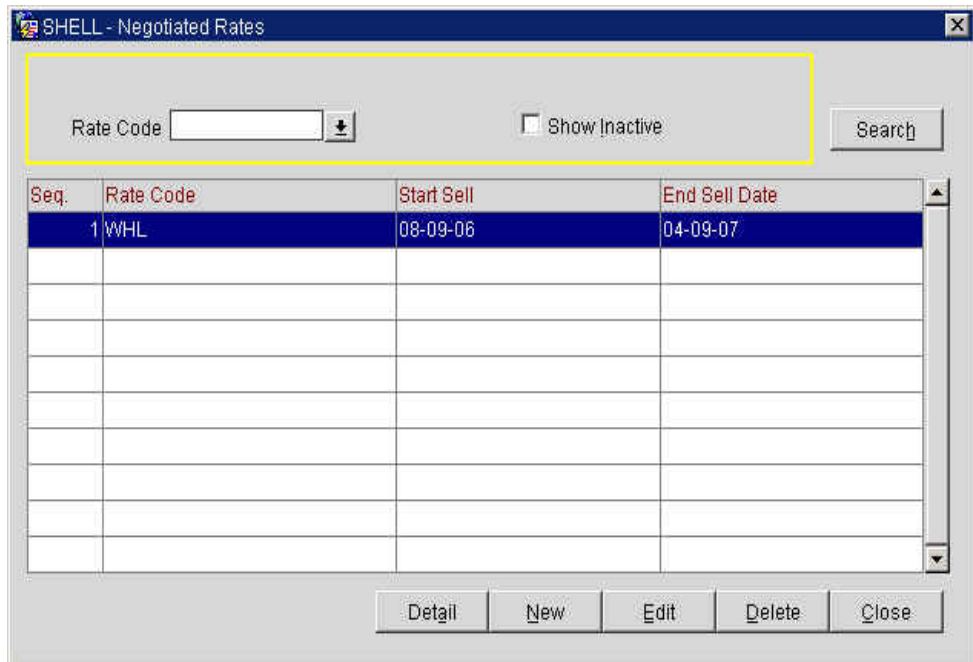 SHELL - Negotiated Rates
Rate Code Show Inactive Search
Seq. Rate Code Start Sell End Sell Date
1 WHL 08-09-06 04-09-07
Detail New Edit Delete Close